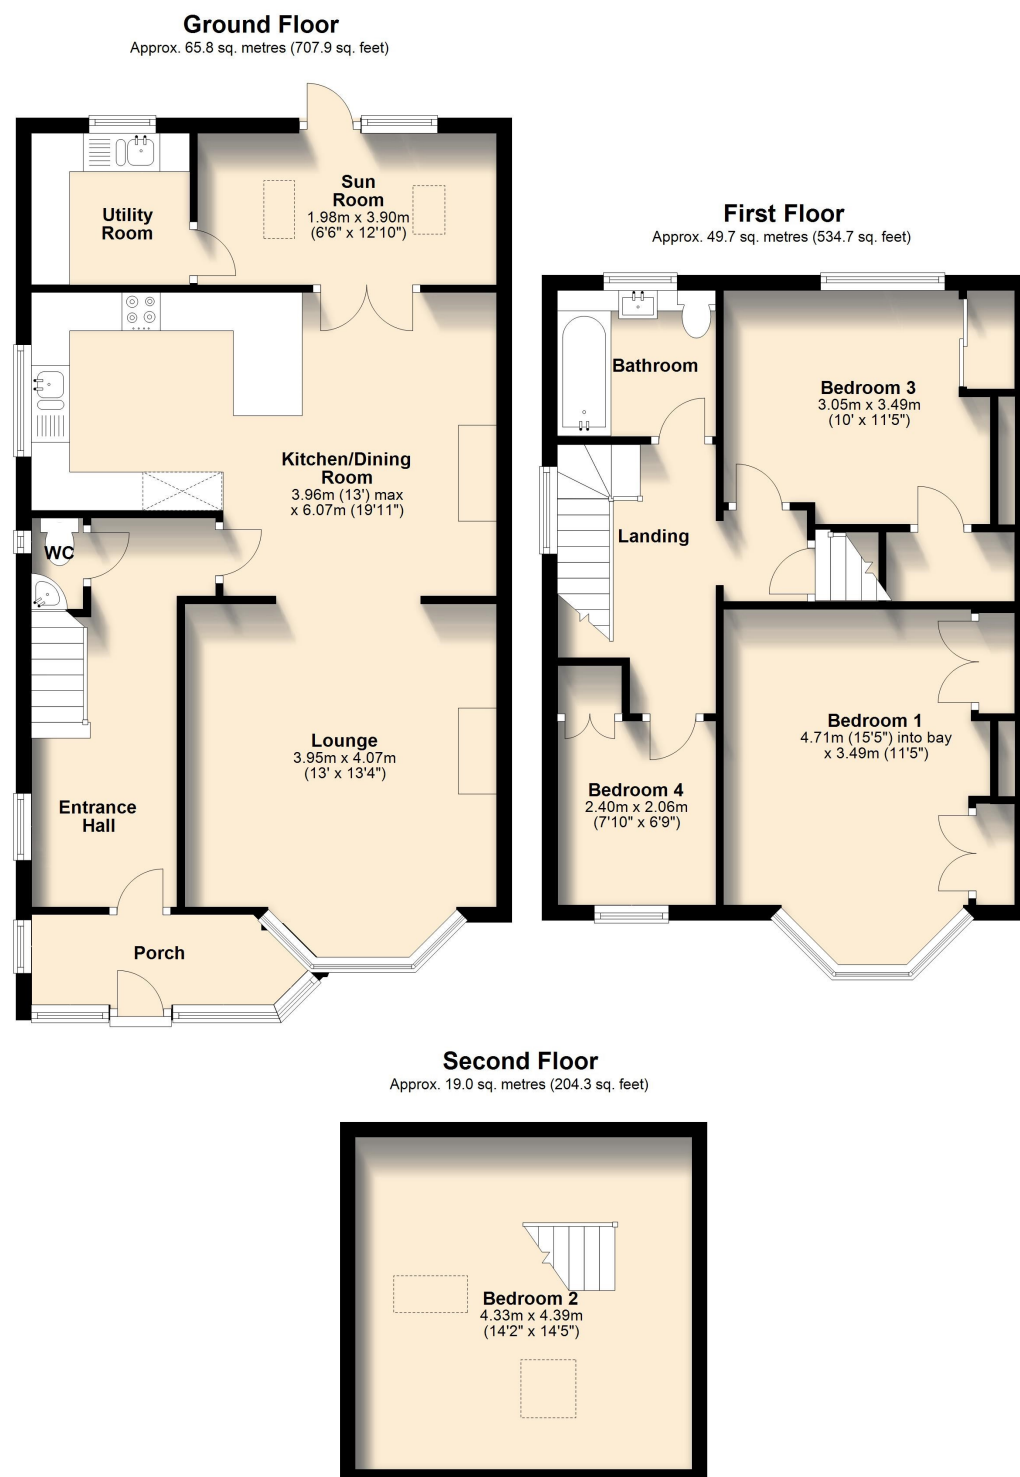 Ground Floor
Approx. 65.8 sq. metres (707.9 sq. feet)
Utility
Room
Sun
Room
1.98m x 3.90m
(6'6" x 12'10")
Kitchen/Dining
Room
3.96m (13') max
x 6.07m (19'11")
WC
Lounge
3.95m x 4.07m
(13' x 13'4")
Entrance
Hall
Porch
First Floor
Approx. 49.7 sq. metres (534.7 sq. feet)
Bathroom
Bedroom 3
3.05m x 3.49m
(10' x 11'5")
Landing
Bedroom 1
4.71m (15'5") into bay
x 3.49m (11'5")
Bedroom 4
2.40m x 2.06m
(7'10" x 6'9")
Second Floor
Approx. 19.0 sq. metres (204.3 sq. feet)
Bedroom 2
4.33m x 4.39m
(14'2" x 14'5")